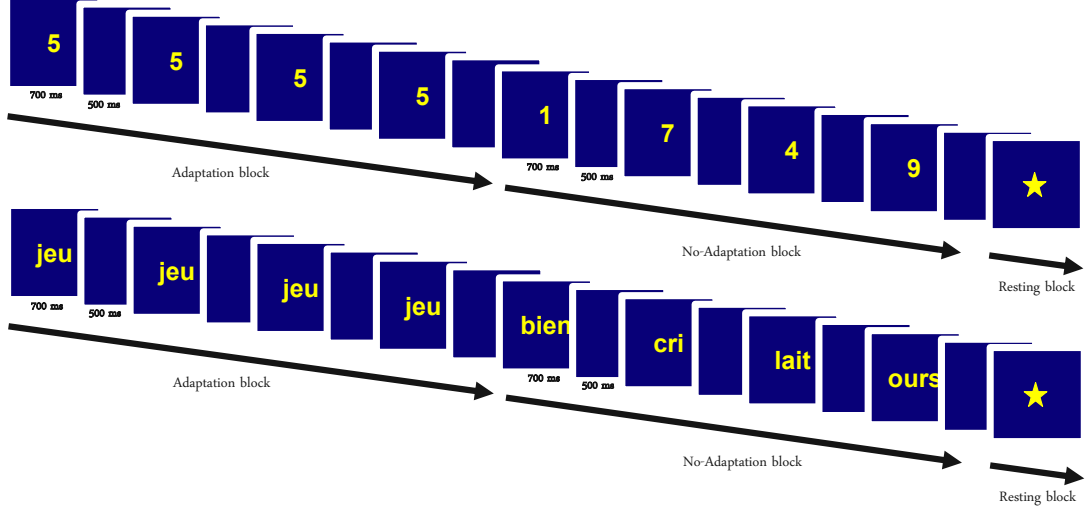 5
5
5
5
1
7
4
9
700 ms
500 ms
700 ms
500 ms
Adaptation block
No-Adaptation block
Resting block
jeu
jeu
jeu
jeu
bien
cri
lait
ours
700 ms
500 ms
700 ms
500 ms
Adaptation block
No-Adaptation block
Resting block